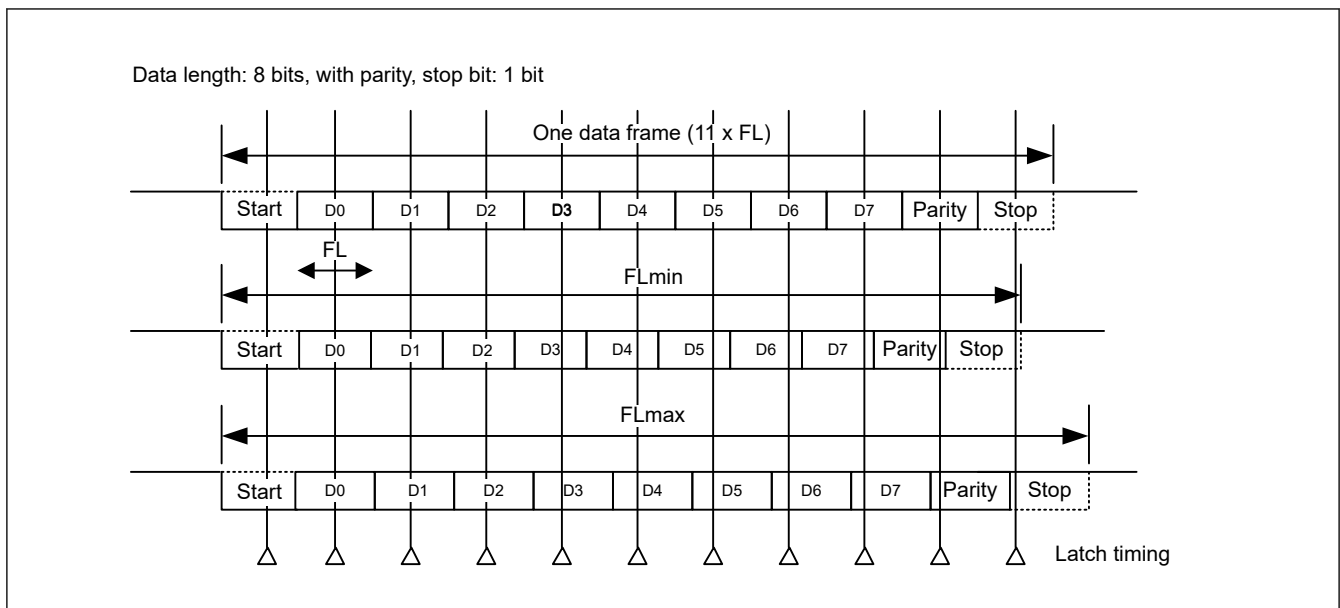 Data length: 8 bits, with parity, stop bit: 1 bit
One data frame (11 x FL)
Start D0 D1 D2 D3 D4 D5 D6 D7 Parity Stop
FL
FLmin
Start D0 D1 D2 D3 D4 D5 D6 D7 Parity Stop
FLmax
Start D0 D1 D2 D3 D4 D5 D6 D7 Parity Stop
Latch timing